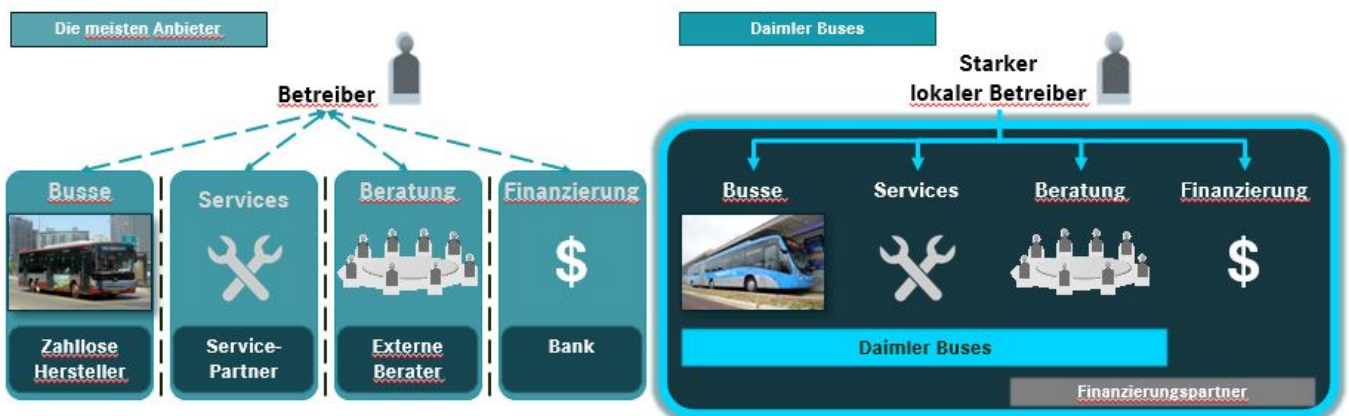 Die meisten Anbieter
Betreiber
Busse
Services
Beratung
Finanzierung
$
Zahllose
Hersteller
Service-
Partner
Externe
Berater
Bank
Daimler Buses
Starker
lokaler Betreiber
Busse
Services
Beratung
Finanzierung
$
Daimler Buses
Finanzierungspartner